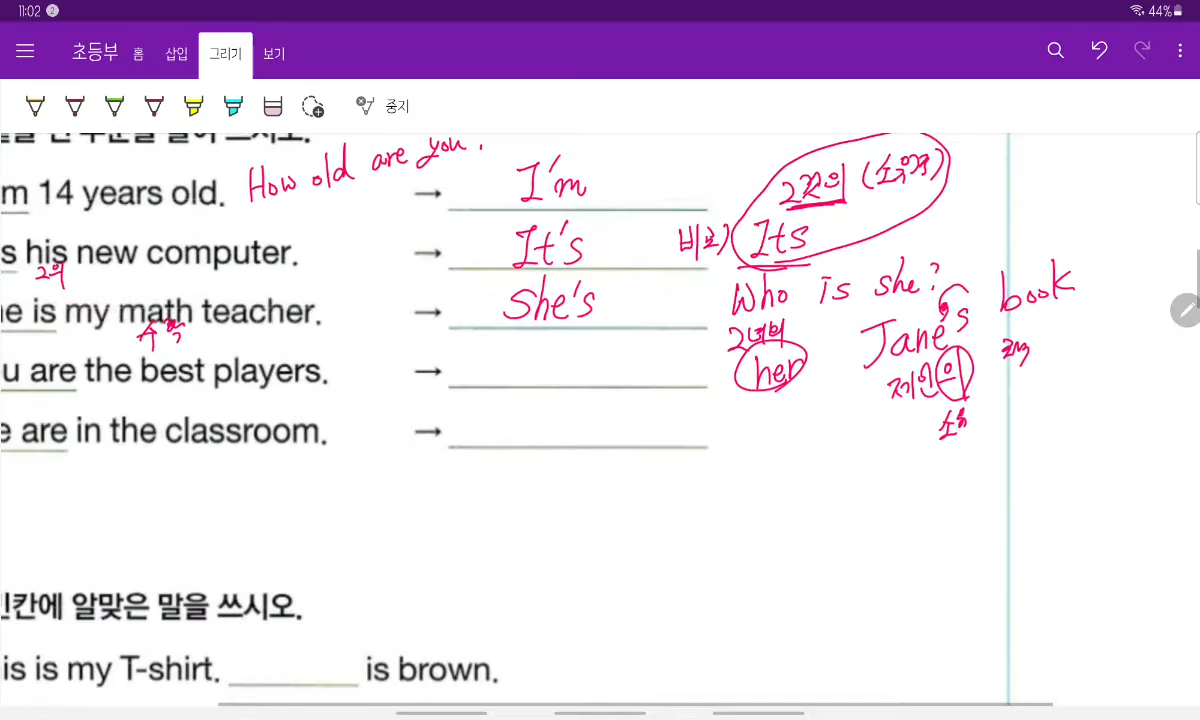 11:02 2 44%
초등부 홈 삽입 그리기 보기
중지
How old are you.
m 14 years old. → I'm 그것의 (소유격)
s his new computer. → It's 비교) Its
그의
e is my math teacher. → She's Who is she?
수학 그녀의 Jane's book
u are the best players. → her 제인의 책
e are in the classroom. → 소유
빈칸에 알맞은 말을 쓰시오.
is is my T-shirt. ________ is brown.